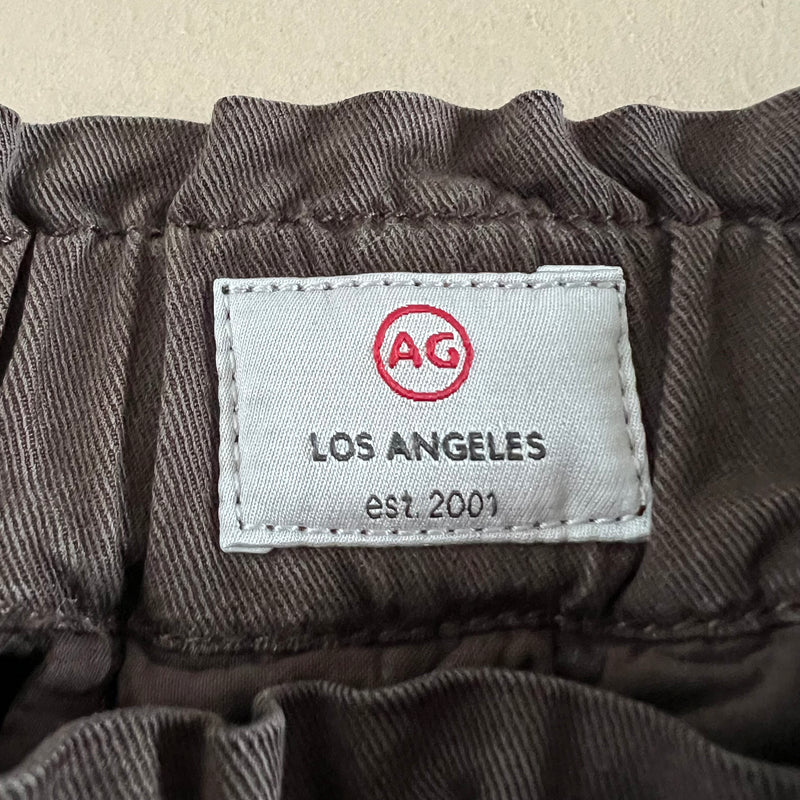 AG
LOS ANGELES
est. 2001